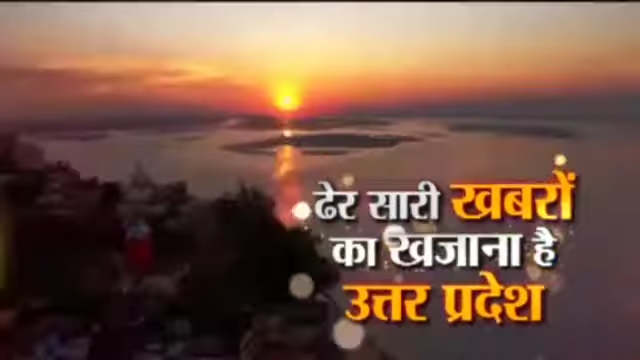 ढेर सारी खबरों
का खजाना है
उत्तर प्रदेश